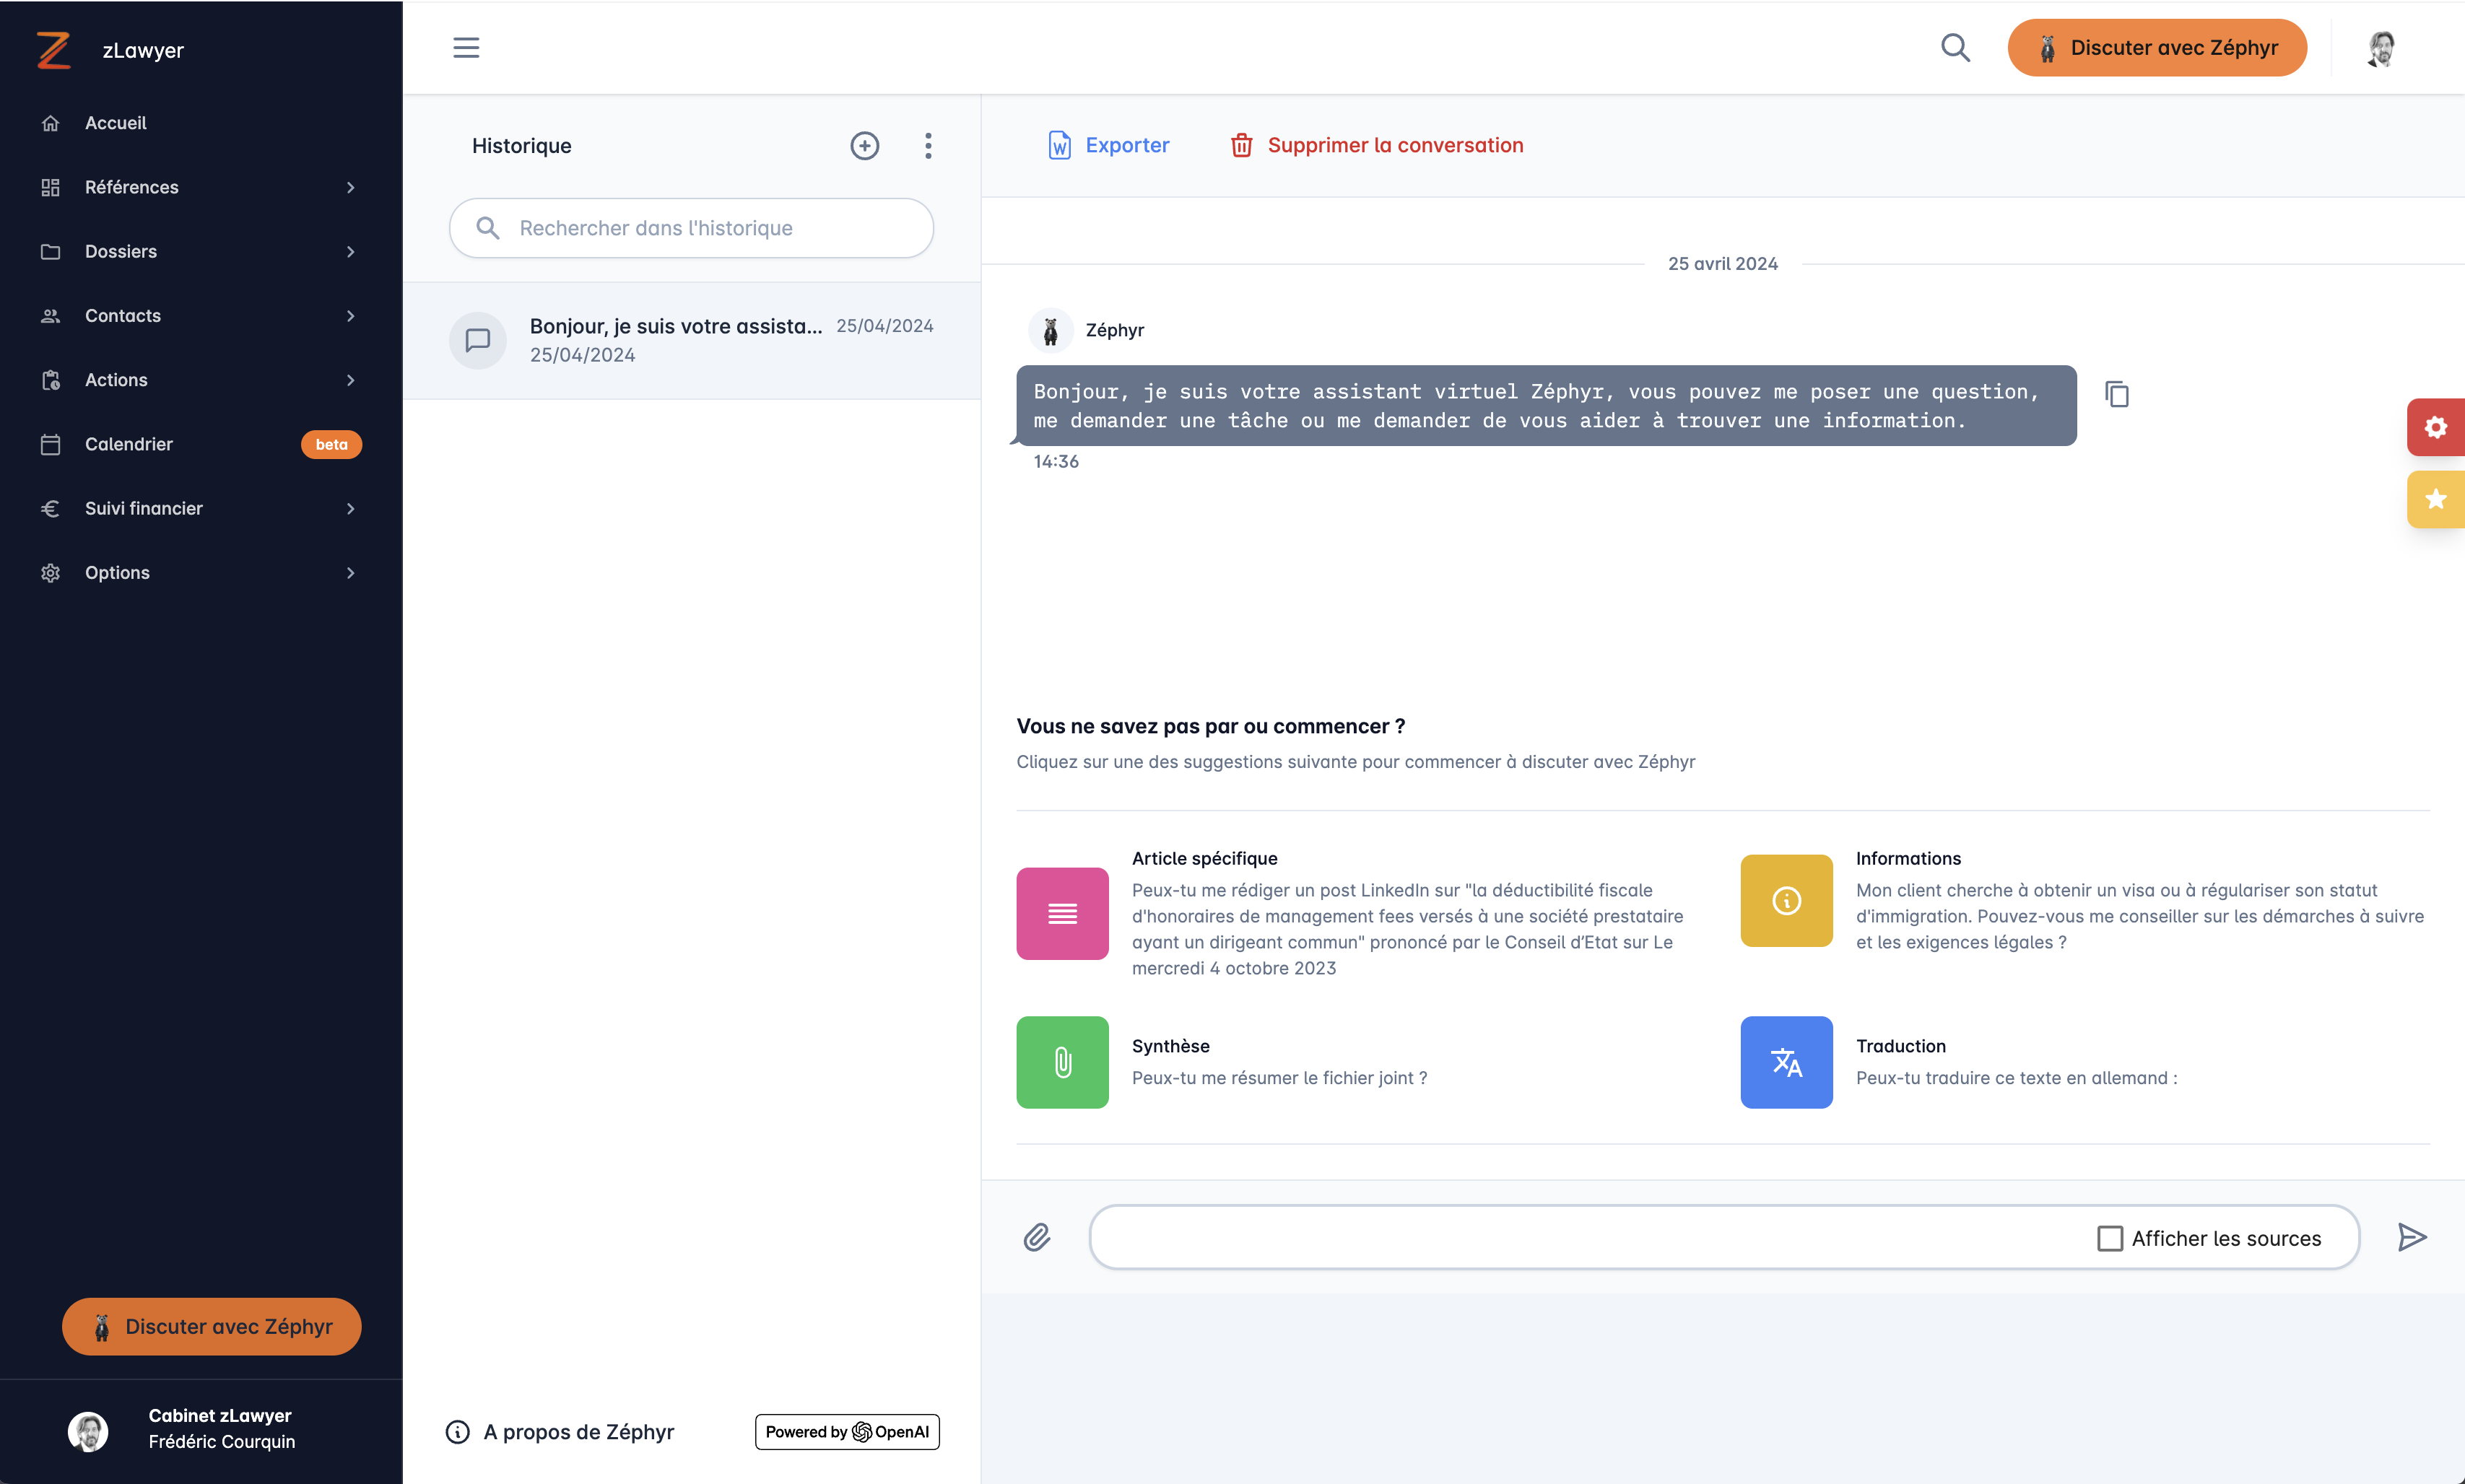 zLawyer
Accueil
Références
Dossiers
Contacts
Actions
Calendrier
beta
Suivi financier
Options
Discuter avec Zéphyr
Cabinet zLawyer
Frédéric Courquin
Discuter avec Zéphyr
Historique
Rechercher dans l'historique
Bonjour, je suis votre assista...
25/04/2024
25/04/2024
A propos de Zéphyr
Powered by OpenAI
Exporter
Supprimer la conversation
25 avril 2024
Zéphyr
Bonjour, je suis votre assistant virtuel Zéphyr, vous pouvez me poser une question,
me demander une tâche ou me demander de vous aider à trouver une information.
14:36
Vous ne savez pas par ou commencer ?
Cliquez sur une des suggestions suivante pour commencer à discuter avec Zéphyr
Article spécifique
Peux-tu me rédiger un post LinkedIn sur "la déductibilité fiscale
d'honoraires de management fees versés à une société prestataire
ayant un dirigeant commun" prononcé par le Conseil d’Etat sur Le
mercredi 4 octobre 2023
Informations
Mon client cherche à obtenir un visa ou à régulariser son statut
d'immigration. Pouvez-vous me conseiller sur les démarches à suivre
et les exigences légales ?
Synthèse
Peux-tu me résumer le fichier joint ?
Traduction
Peux-tu traduire ce texte en allemand :
Afficher les sources